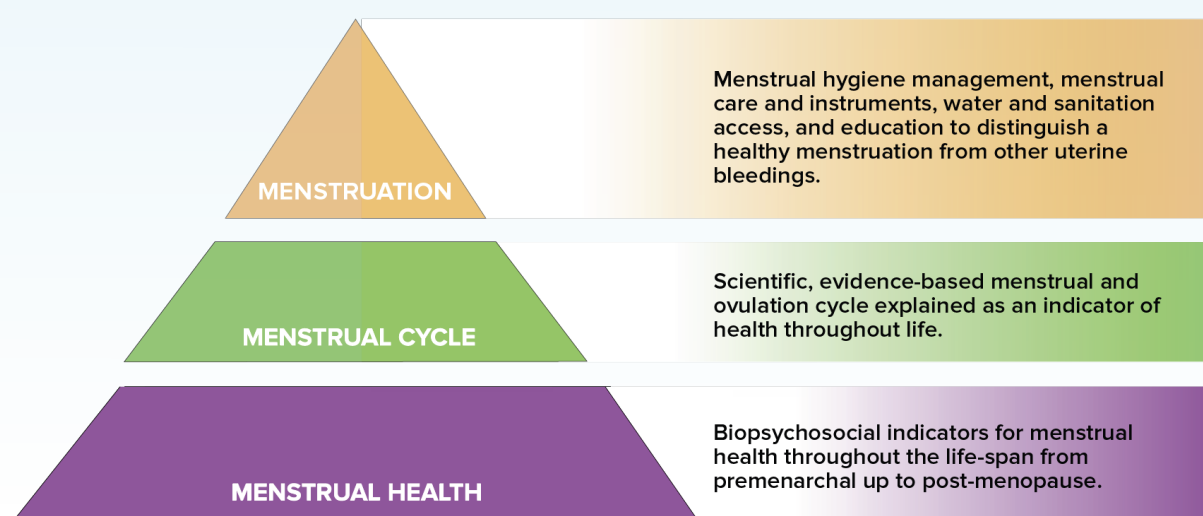 MENSTRUATION
Menstrual hygiene management, menstrual
care and instruments, water and sanitation
access, and education to distinguish a
healthy menstruation from other uterine
bleedings.
MENSTRUAL CYCLE
Scientific, evidence-based menstrual and
ovulation cycle explained as an indicator of
health throughout life.
MENSTRUAL HEALTH
Biopsychosocial indicators for menstrual
health throughout the life-span from
premenarchal up to post-menopause.